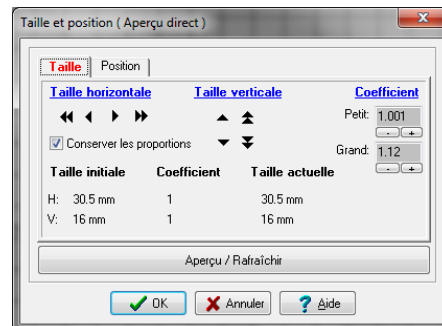 Taille et position ( Aperçu direct )
Taille Position
Taille horizontale Taille verticale Coefficient
Petit: 1.001
- +
Conserver les proportions
Grand: 1.12
- +
Taille initiale Coefficient Taille actuelle
H: 30.5 mm 1 30.5 mm
V: 16 mm 1 16 mm
Aperçu / Rafraîchir
OK Annuler ? Aide